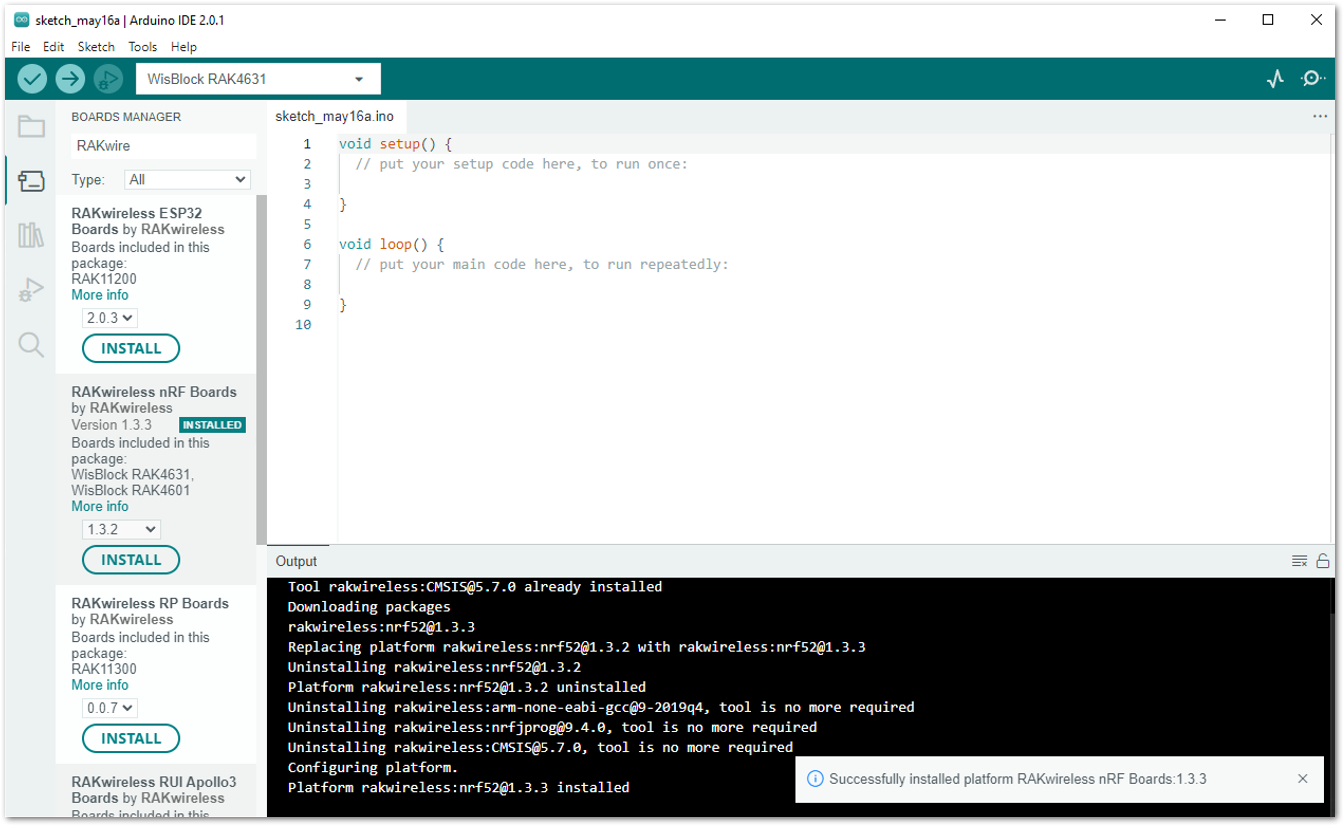 sketch_may16a | Arduino IDE 2.0.1
File Edit Sketch Tools Help
WisBlock RAK4631
BOARDS MANAGER
RAKwire
Type: All
RAKwireless ESP32
Boards by RAKwireless
Boards included in this
package:
RAK11200
More info
2.0.3
INSTALL
RAKwireless nRF Boards
by RAKwireless
Version 1.3.3 INSTALLED
Boards included in this
package:
WisBlock RAK4631,
WisBlock RAK4601
More info
1.3.2
INSTALL
RAKwireless RP Boards
by RAKwireless
Boards included in this
package:
RAK11300
More info
0.0.7
INSTALL
RAKwireless RUI Apollo3
Boards by RAKwireless
Boards included in this
sketch_may16a.ino
1 void setup() {
2 // put your setup code here, to run once:
3
4 }
5
6 void loop() {
7 // put your main code here, to run repeatedly:
8
9 }
10
Output
Tool rakwireless:CMSIS@5.7.0 already installed
Downloading packages
rakwireless:nrf52@1.3.3
Replacing platform rakwireless:nrf52@1.3.2 with rakwireless:nrf52@1.3.3
Uninstalling rakwireless:nrf52@1.3.2
Platform rakwireless:nrf52@1.3.2 uninstalled
Uninstalling rakwireless:arm-none-eabi-gcc@9-2019q4, tool is no more required
Uninstalling rakwireless:nrfjprog@9.4.0, tool is no more required
Uninstalling rakwireless:CMSIS@5.7.0, tool is no more required
Configuring platform.
Platform rakwireless:nrf52@1.3.3 installed
Successfully installed platform RAKwireless nRF Boards:1.3.3